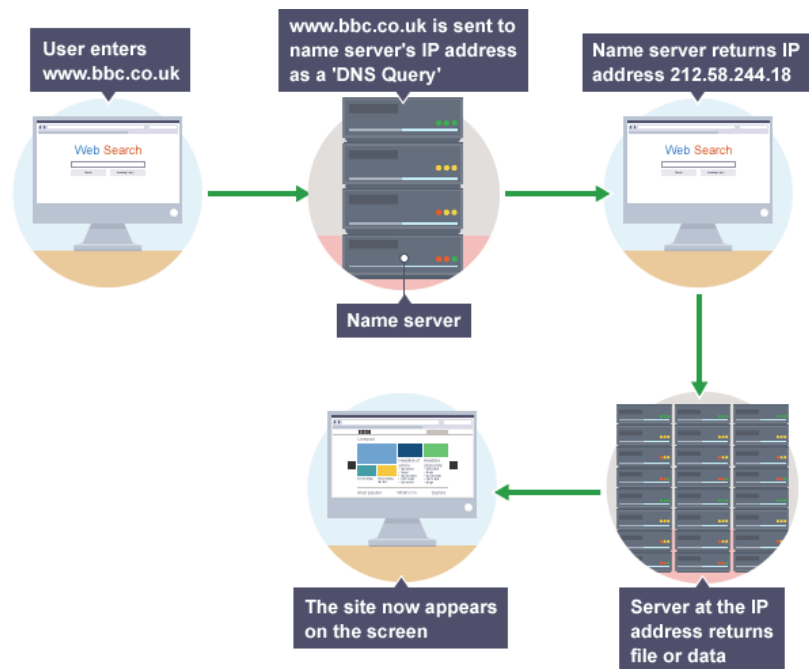 User enters
www.bbc.co.uk
www.bbc.co.uk is sent to
name server's IP address
as a 'DNS Query'
Name server returns IP
address 212.58.244.18
Web Search
Web Search
Name server
BBC
The site now appears
on the screen
Server at the IP
address returns
file or data